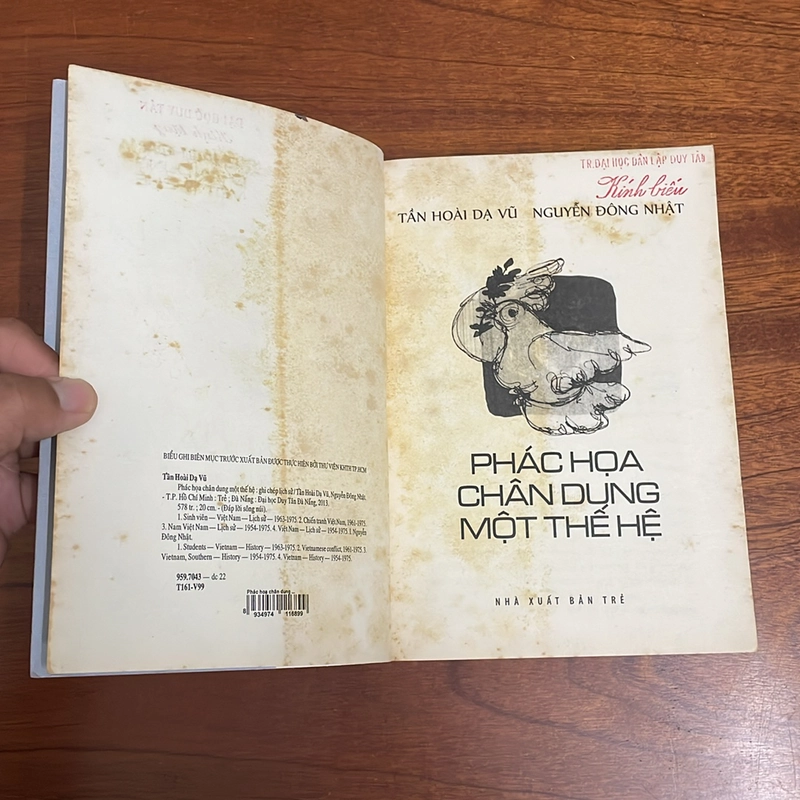 BIỂU GHI BIÊN MỤC TRƯỚC XUẤT BẢN ĐƯỢC THỰC HIỆN BỞI THƯ VIỆN KHTH TP.HCM
Tần Hoài Dạ Vũ
Phác họa chân dung một thế hệ : ghi chép lịch sử / Tần Hoài Dạ Vũ, Nguyễn Đông Nhật.
- T.P. Hồ Chí Minh : Trẻ ; Đà Nẵng : Đại học Duy Tân Đà Nẵng, 2013.
578 tr. ; 20 cm. - (Đáp lời sông núi).
1. Sinh viên — Việt Nam — Lịch sử — 1963-1975. 2. Chiến tranh Việt Nam, 1961-1975.
3. Nam Việt Nam — Lịch sử — 1954-1975. 4. Việt Nam — Lịch sử — 1954-1975. I. Nguyễn
Đông Nhật.
1. Students — Vietnam — History — 1963-1975. 2. Vietnamese conflict, 1961-1975. 3.
Vietnam, Southern — History — 1954-1975. 4. Vietnam — History — 1954-1975.
959.7043 — dc 22
T161-V99
Phác họa chân dung ...
8 934974 116899
TR.ĐẠI HỌC DÂN LẬP DUY TÂN
Kính biếu
TẦN HOÀI DẠ VŨ NGUYỄN ĐÔNG NHẬT
PHÁC HỌA
CHÂN DUNG
MỘT THẾ HỆ
NHÀ XUẤT BẢN TRẺ